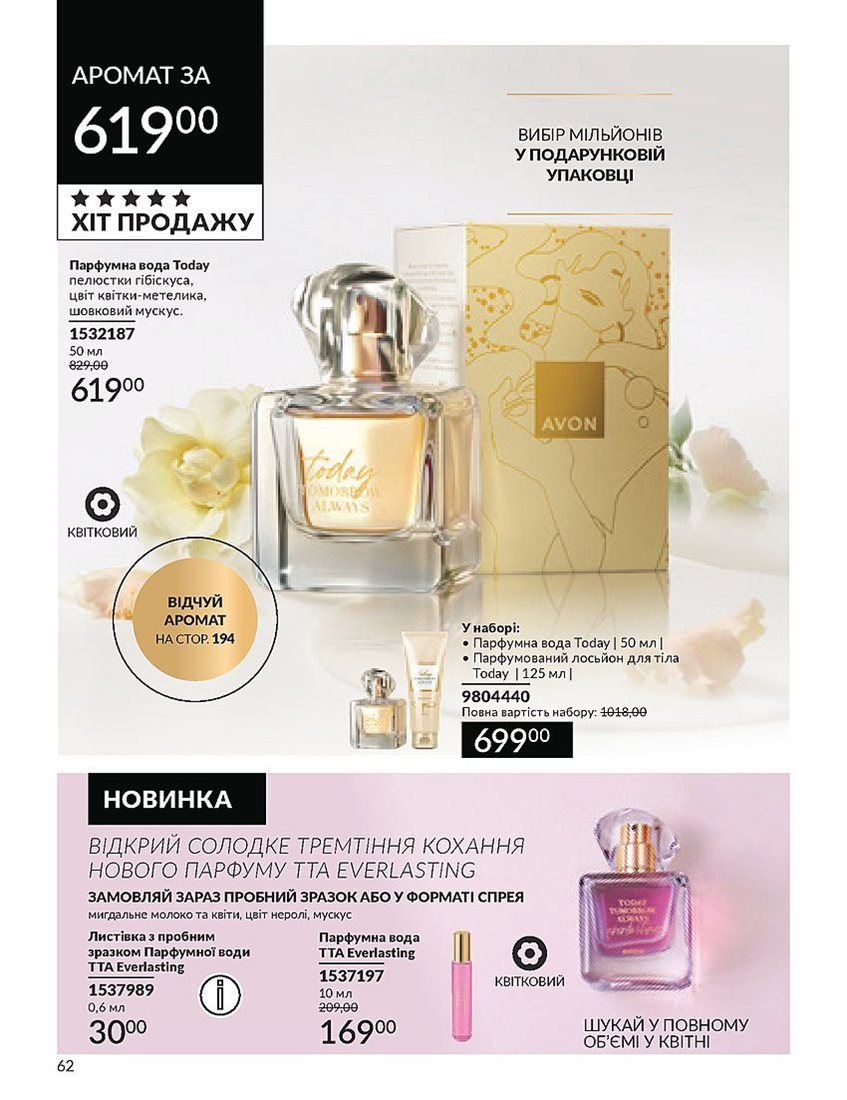 АРОМАТ ЗА
619⁰⁰
ХІТ ПРОДАЖУ
ВИБІР МІЛЬЙОНІВ
У ПОДАРУНКОВІЙ
УПАКОВЦІ
Парфумна вода Today
пелюстки гібіскуса,
цвіт квітки-метелика,
шовковий мускус.
1532187
50 мл
829,00
619⁰⁰
AVON
today
TOMORROW
ALWAYS
КВІТКОВИЙ
ВІДЧУЙ
АРОМАТ
НА СТОР. 194
У наборі:
• Парфумна вода Today | 50 мл |
• Парфумований лосьйон для тіла
Today | 125 мл |
9804440
Повна вартість набору: 1018,00
699⁰⁰
НОВИНКА
ВІДКРИЙ СОЛОДКЕ ТРЕМТІННЯ КОХАННЯ
НОВОГО ПАРФУМУ TTA EVERLASTING
ЗАМОВЛЯЙ ЗАРАЗ ПРОБНИЙ ЗРАЗОК АБО У ФОРМАТІ СПРЕЯ
мигдальне молоко та квіти, цвіт неролі, мускус
Листівка з пробним
зразком Парфумної води
TTA Everlasting
1537989
0,6 мл
30⁰⁰
Парфумна вода
TTA Everlasting
1537197
10 мл
209,00
169⁰⁰
КВІТКОВИЙ
TODAY
TOMORROW
ALWAYS
ШУКАЙ У ПОВНОМУ
ОБ'ЄМІ У КВІТНІ
62